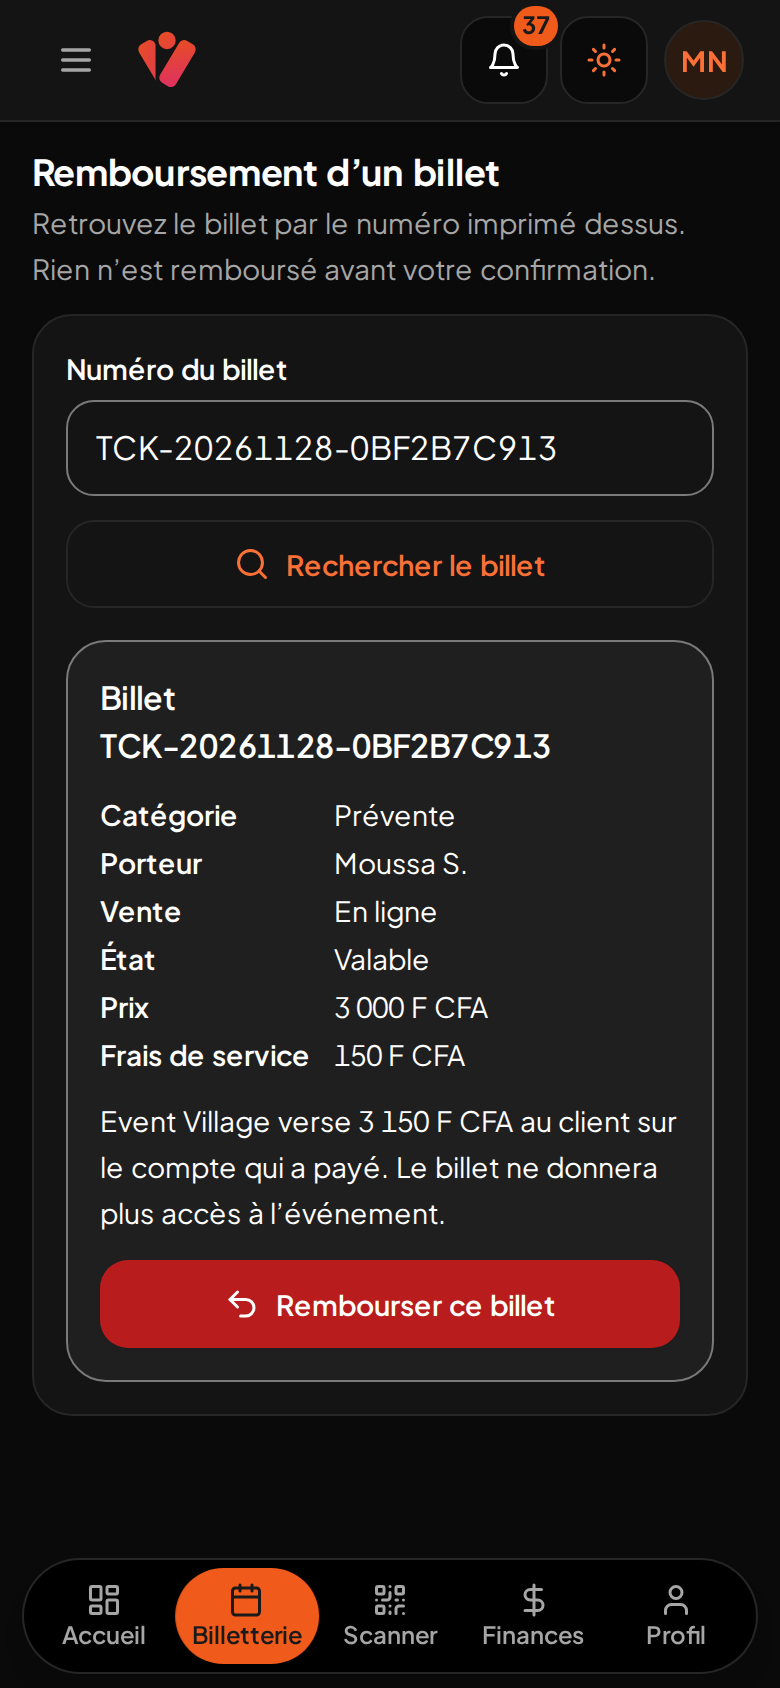 37
MN
Remboursement d’un billet
Retrouvez le billet par le numéro imprimé dessus.
Rien n’est remboursé avant votre confirmation.
Numéro du billet
TCK-20261128-0BF2B7C913
Rechercher le billet
Billet
TCK-20261128-0BF2B7C913
Catégorie Prévente
Porteur Moussa S.
Vente En ligne
État Valable
Prix 3 000 F CFA
Frais de service 150 F CFA
Event Village verse 3 150 F CFA au client sur
le compte qui a payé. Le billet ne donnera
plus accès à l’événement.
Rembourser ce billet
Accueil Billetterie Scanner Finances Profil